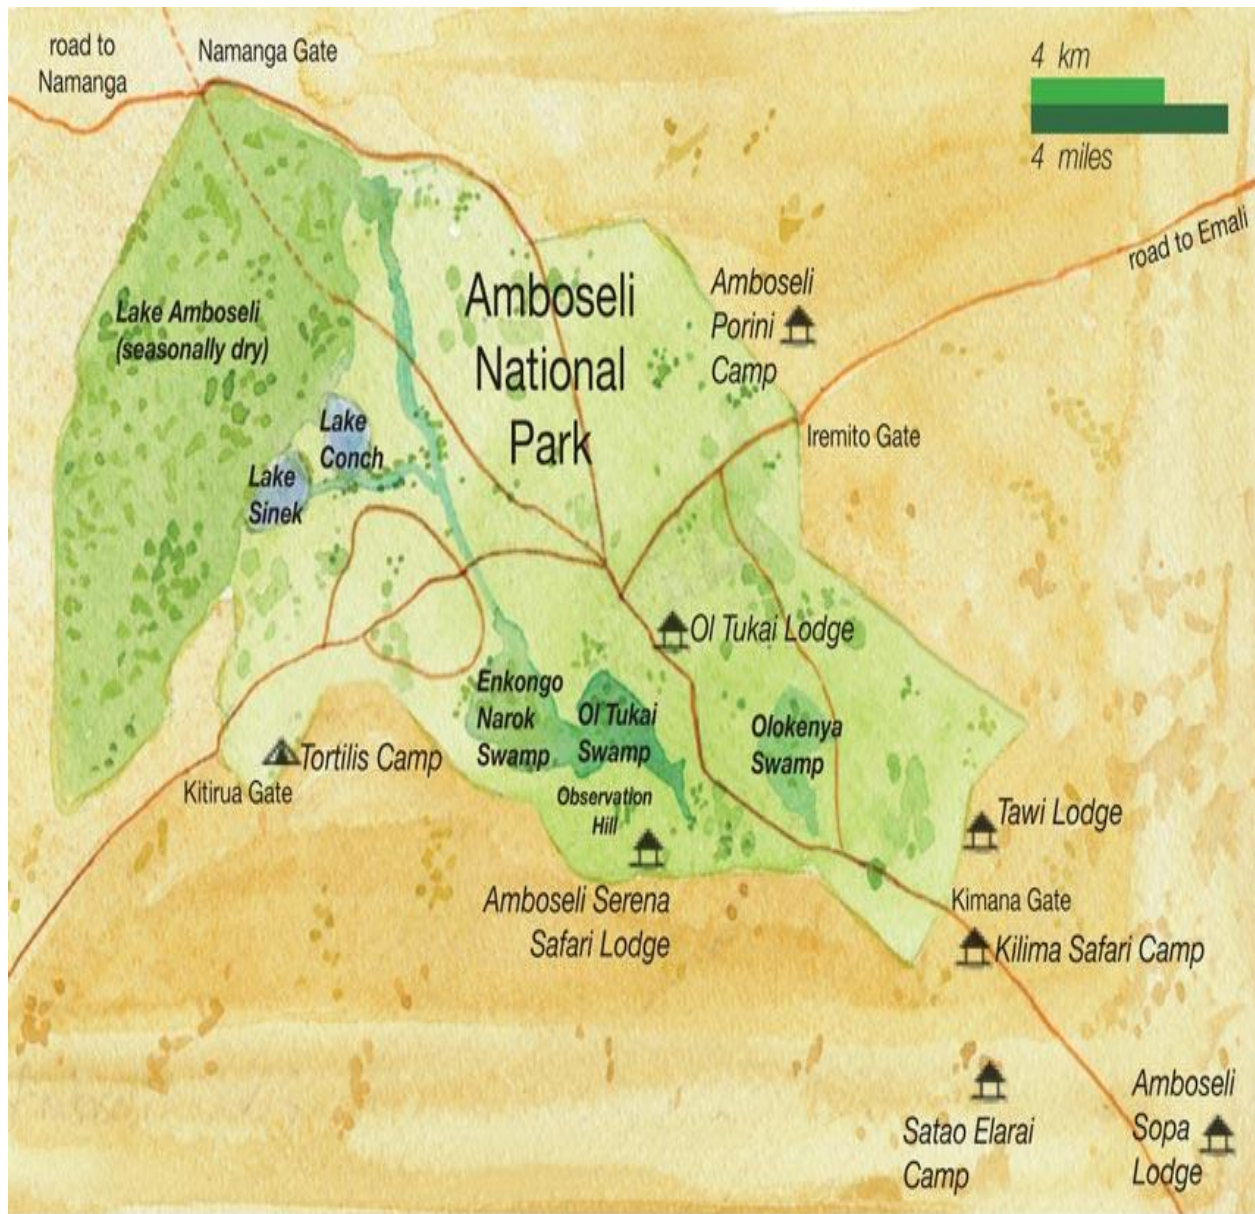 road to
Namanga
Namanga Gate
4 km
4 miles
road to Emali
Amboseli
National
Park
Amboseli
Porini
Camp
Lake Amboseli
(seasonally dry)
Lake
Conch
Iremito Gate
Lake
Sinek
Ol Tukai Lodge
Enkongo
Narok
Swamp
Ol Tukai
Swamp
Olokenya
Swamp
Tortilis Camp
Kitirua Gate
Observation
Hill
Tawi Lodge
Amboseli Serena
Safari Lodge
Kimana Gate
Kilima Safari Camp
Satao Elarai
Camp
Amboseli
Sopa
Lodge